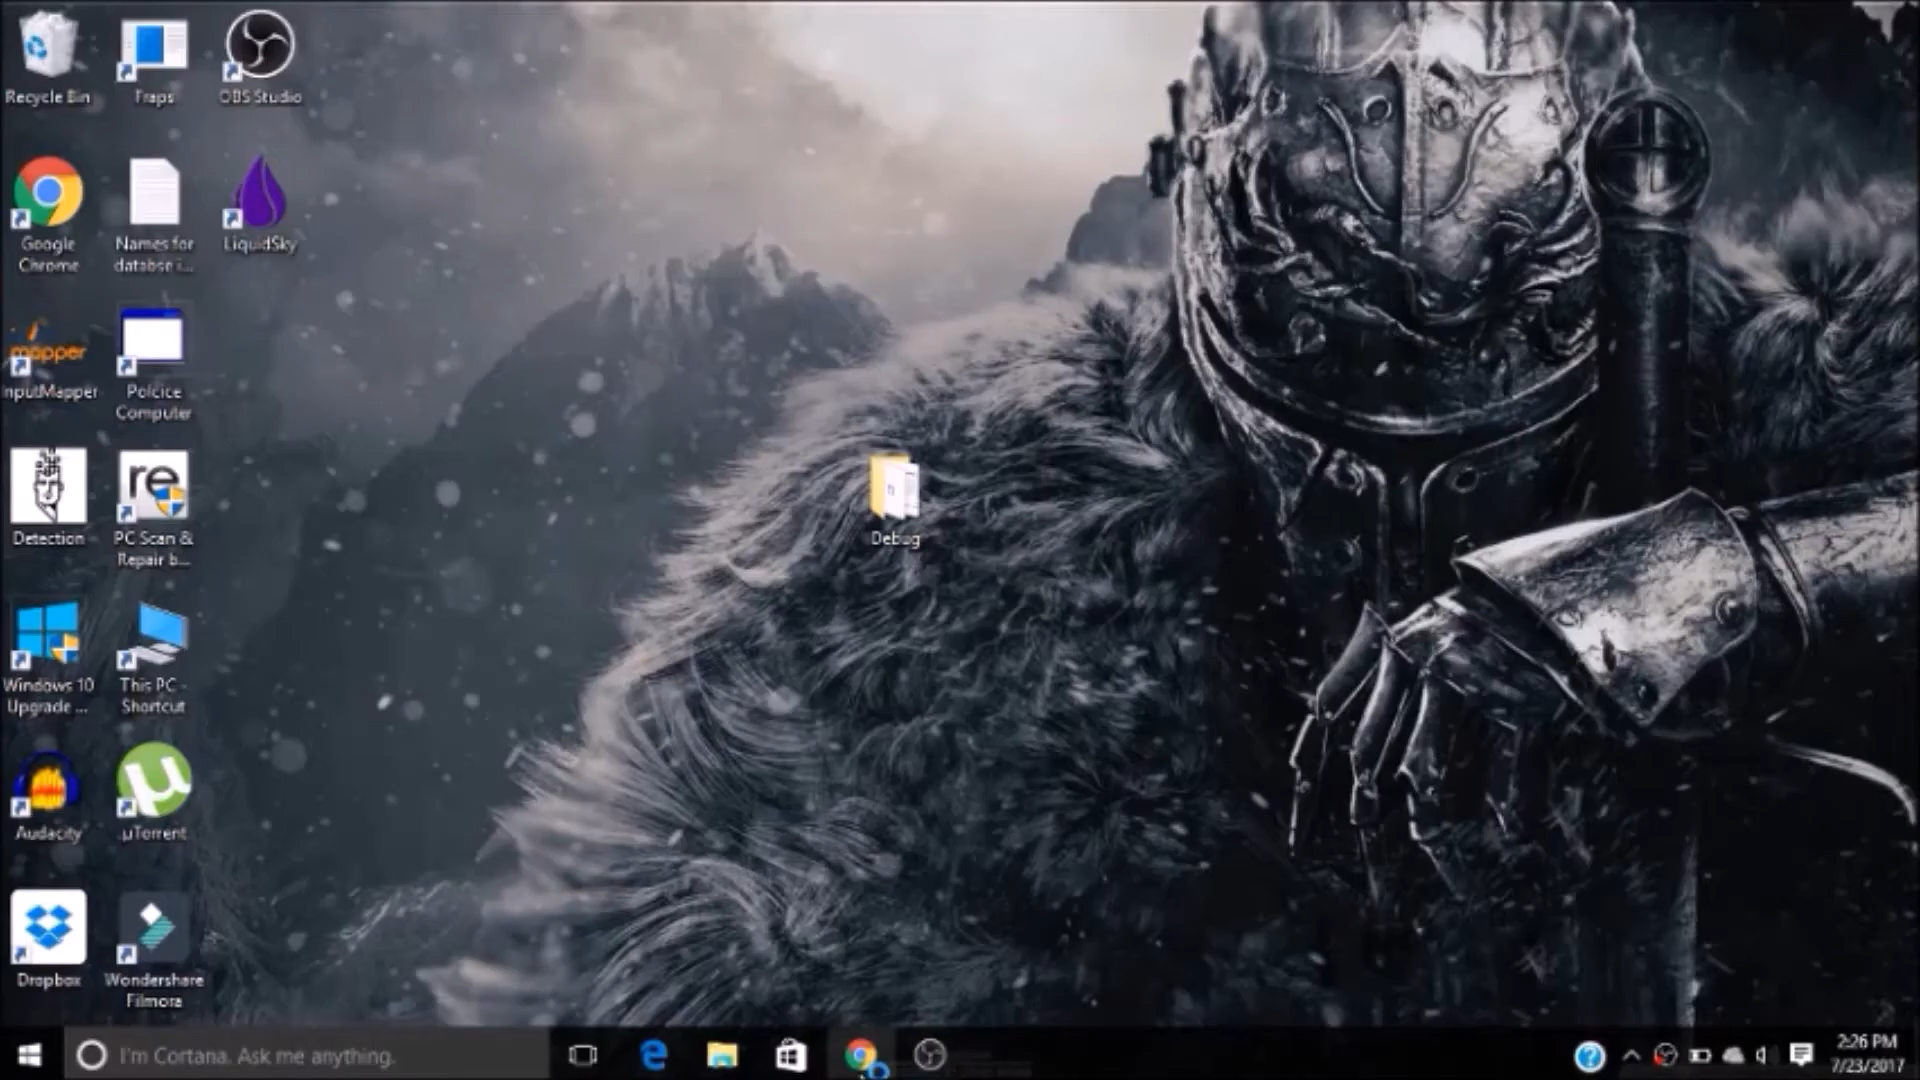 Recycle Bin
Fraps
OBS Studio
Google
Chrome
Names for
databse i...
LiquidSky
mapper
InputMapper
Polcice
Computer
Detection
re
PC Scan &
Repair b...
Windows 10
Upgrade ...
This PC -
Shortcut
Audacity
µ
µTorrent
Dropbox
Wondershare
Filmora
Debug
I'm Cortana. Ask me anything.
2:26 PM
7/23/2017